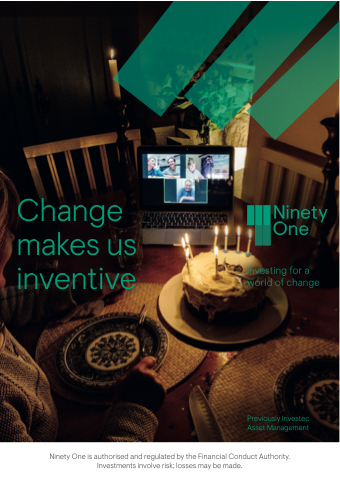 Change
makes us
inventive
Ninety
One
Investing for a
world of change
Previously Investec
Asset Management
Ninety One is authorised and regulated by the Financial Conduct Authority.
Investments involve risk; losses may be made.